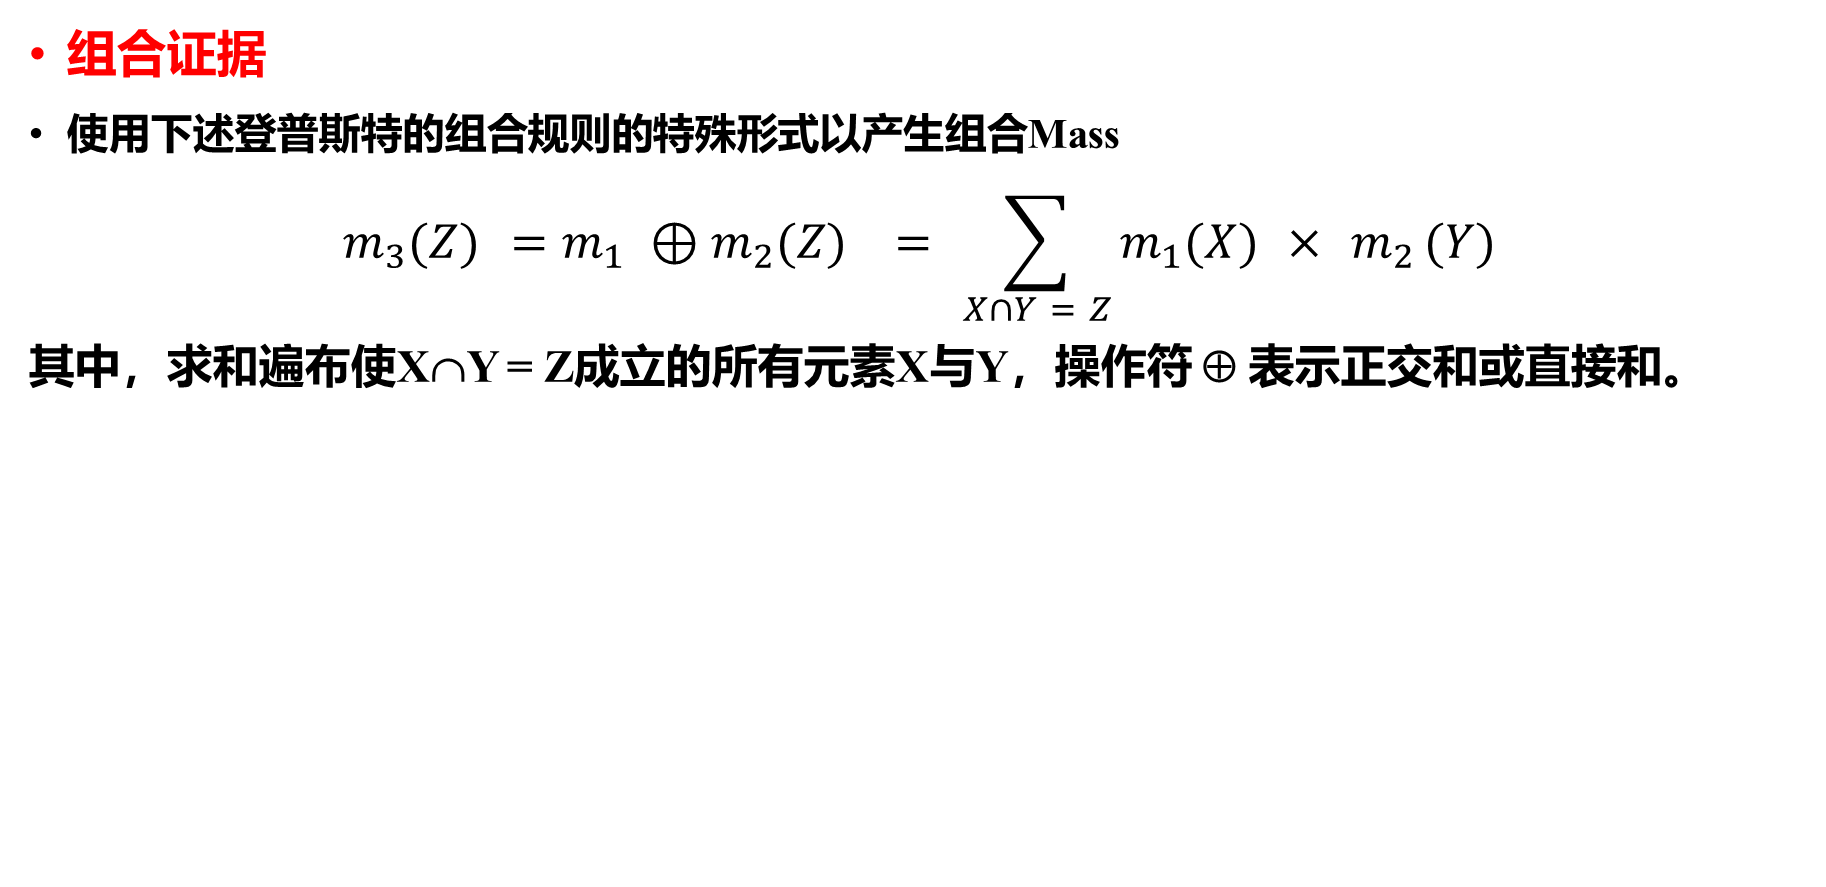 • 组合证据
• 使用下述登普斯特的组合规则的特殊形式以产生组合Mass
m₃(Z) = m₁ ⊕ m₂(Z) = ∑ m₁(X) × m₂(Y)
X∩Y = Z
其中，求和遍布使X∩Y = Z成立的所有元素X与Y，操作符 ⊕ 表示正交和或直接和。